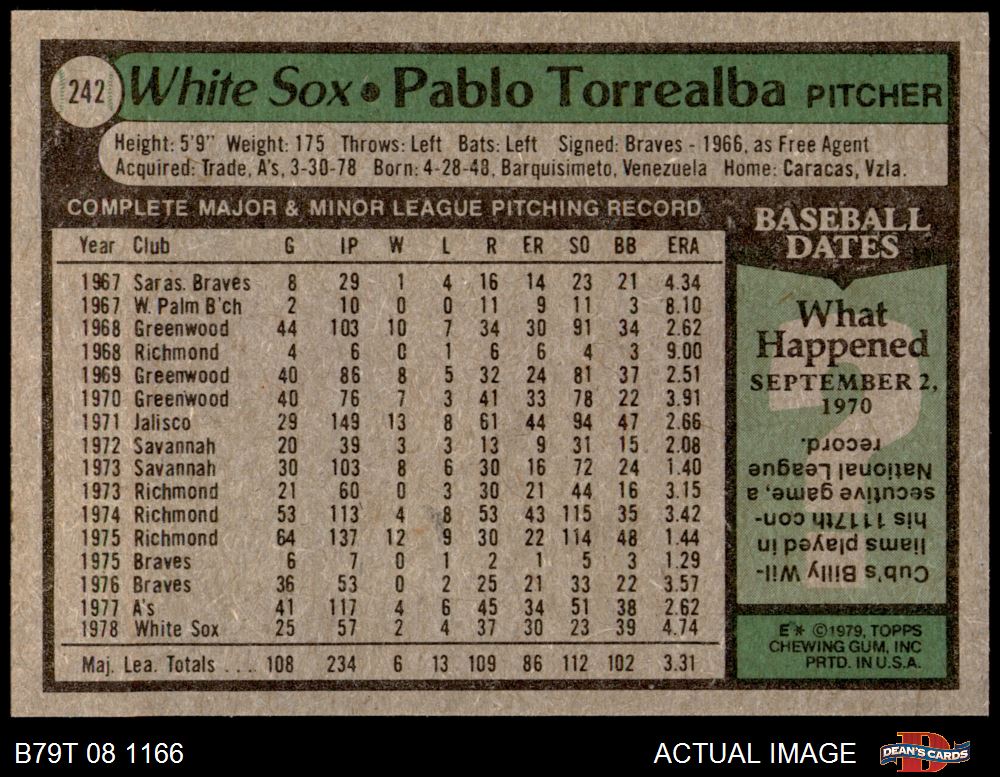 242 White Sox • Pablo Torrealba PITCHER
Height: 5'9" Weight: 175 Throws: Left Bats: Left Signed: Braves - 1966, as Free Agent
Acquired: Trade, A's, 3-30-78 Born: 4-28-48, Barquisimeto, Venezuela Home: Caracas, Vzla.
COMPLETE MAJOR & MINOR LEAGUE PITCHING RECORD
Year Club G IP W L R ER SO BB ERA
1967 Saras. Braves 8 29 1 4 16 14 23 21 4.34
1967 W. Palm B'ch 2 10 0 0 11 9 11 3 8.10
1968 Greenwood 44 103 10 7 34 30 91 34 2.62
1968 Richmond 4 6 0 1 6 6 4 3 9.00
1969 Greenwood 40 86 8 5 32 24 81 37 2.51
1970 Greenwood 40 76 7 3 41 33 78 22 3.91
1971 Jalisco 29 149 13 8 61 44 94 47 2.66
1972 Savannah 20 39 3 3 13 9 31 15 2.08
1973 Savannah 30 103 8 6 30 16 72 24 1.40
1973 Richmond 21 60 0 3 30 21 44 16 3.15
1974 Richmond 53 113 4 8 53 43 115 35 3.42
1975 Richmond 64 137 12 9 30 22 114 48 1.44
1975 Braves 6 7 0 1 2 1 5 3 1.29
1976 Braves 36 53 0 2 25 21 33 22 3.57
1977 A's 41 117 4 6 45 34 51 38 2.62
1978 White Sox 25 57 2 4 37 30 23 39 4.74
Maj. Lea. Totals .... 108 234 6 13 109 86 112 102 3.31
BASEBALL
DATES
What
Happened
SEPTEMBER 2,
1970
Cub's Billy Wil-
liams played in
his 1117th con-
secutive game, a
National League
record.
E* ©1979, TOPPS
CHEWING GUM, INC
PRTD. IN U.S.A.
B79T 08 1166
ACTUAL IMAGE
DEAN'S CARDS